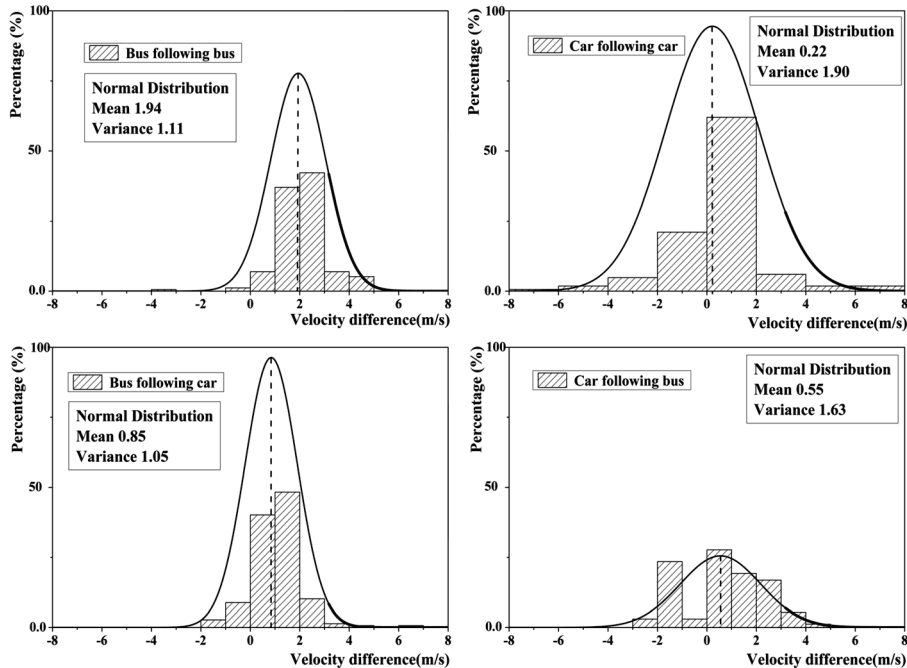 100
Percentage (%)
Bus following bus
Normal Distribution
Mean 1.94
Variance 1.11
50
0.0
-8 -6 -4 -2 0 2 4 6 8
Velocity difference(m/s)
100
Percentage (%)
Car following car
Normal Distribution
Mean 0.22
Variance 1.90
50
0.0
-8 -6 -4 -2 0 2 4 6 8
Velocity difference(m/s)
100
Percentage (%)
Bus following car
Normal Distribution
Mean 0.85
Variance 1.05
50
0.0
-8 -6 -4 -2 0 2 4 6 8
Velocity difference(m/s)
100
Percentage (%)
Car following bus
Normal Distribution
Mean 0.55
Variance 1.63
50
0.0
-8 -6 -4 -2 0 2 4 6 8
Velocity difference(m/s)